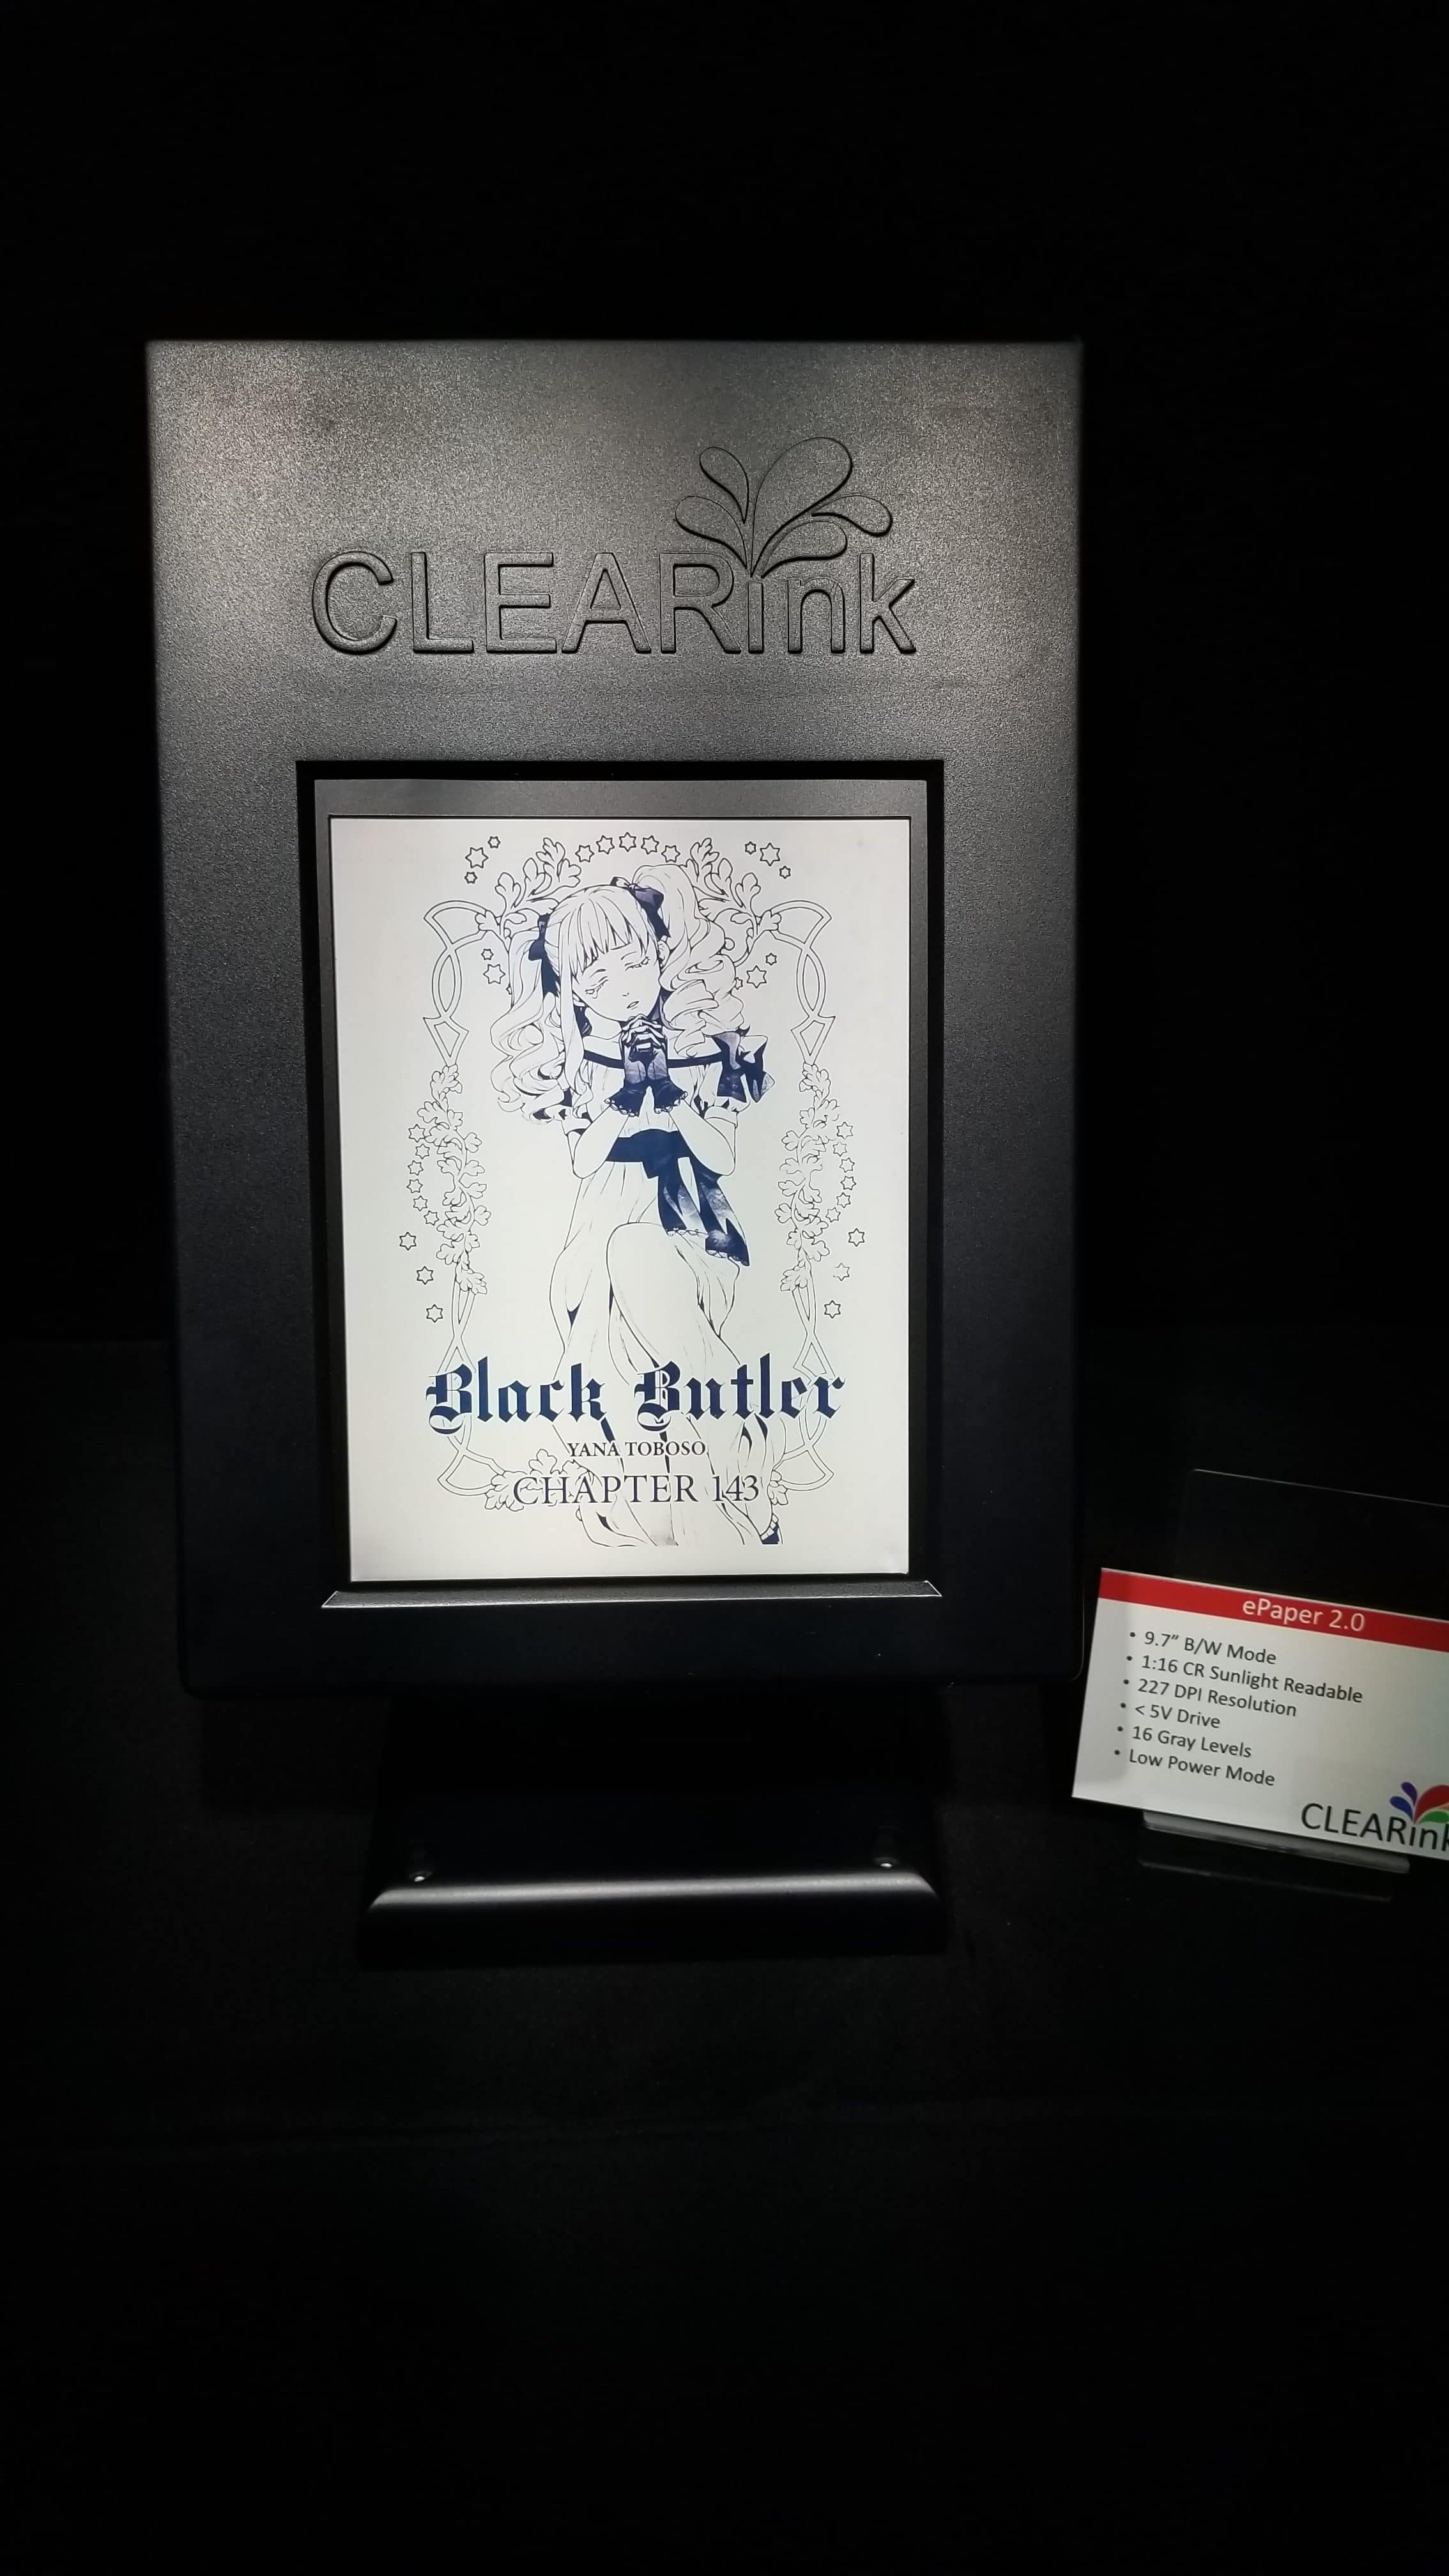 CLEARink
Black Butler
YANA TOBOSO
CHAPTER 143
ePaper 2.0
• 9.7" B/W Mode
• 1:16 CR Sunlight Readable
• 227 DPI Resolution
• < 5V Drive
• 16 Gray Levels
• Low Power Mode
CLEARink